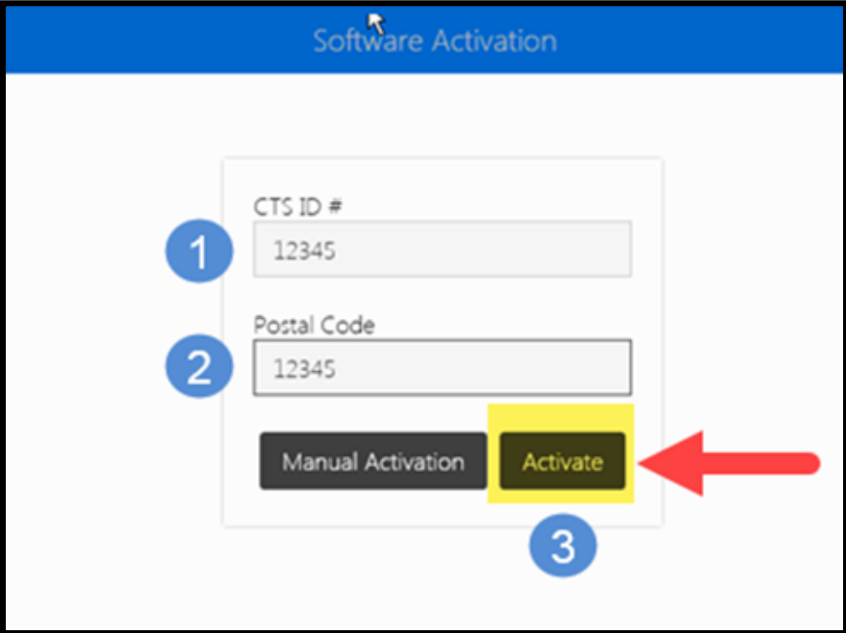 Software Activation
CTS ID #
1
12345
Postal Code
2
12345
Manual Activation
Activate
3